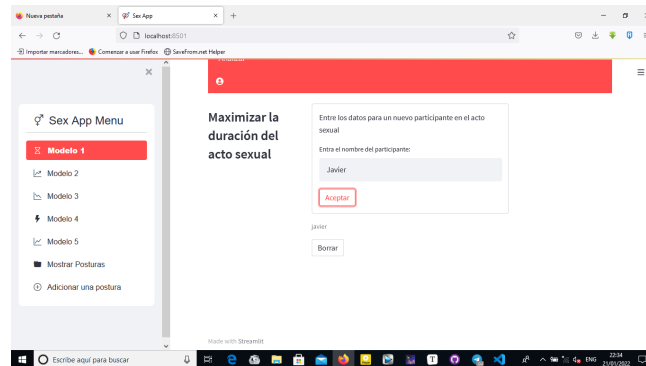 Nueva pestaña
Sex App
localhost:8501
Importar marcadores...
Comenzar a usar Firefox
SaveFrom.net Helper
Sex App Menu
Modelo 1
Modelo 2
Modelo 3
Modelo 4
Modelo 5
Mostrar Posturas
Adicionar una postura
Maximizar la
duración del
acto sexual
Entre los datos para un nuevo participante en el acto
sexual
Entra el nombre del participante:
Javier
Aceptar
javier
Borrar
Made with Streamlit
Escribe aquí para buscar
ENG
22:34
21/01/2022